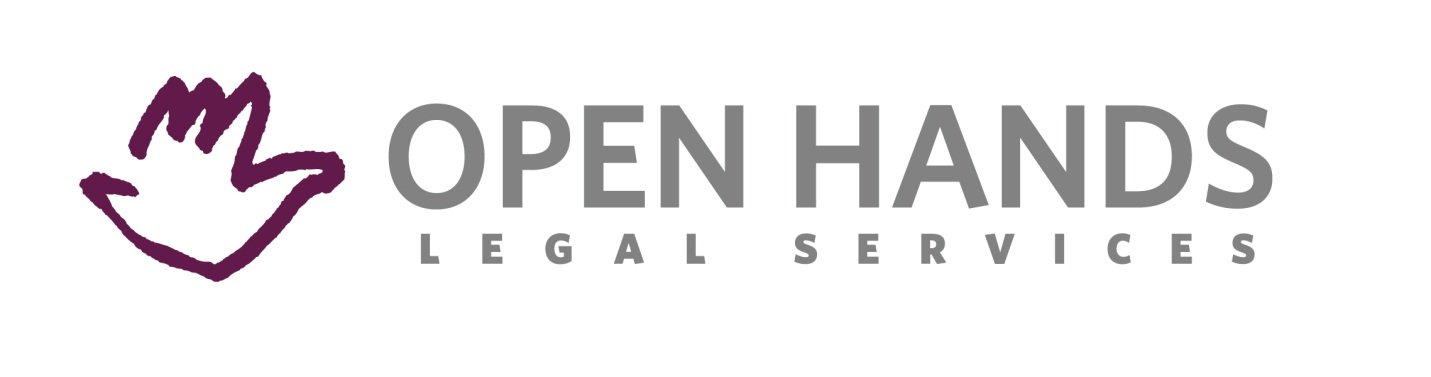 OPEN HANDS
LEGAL SERVICES